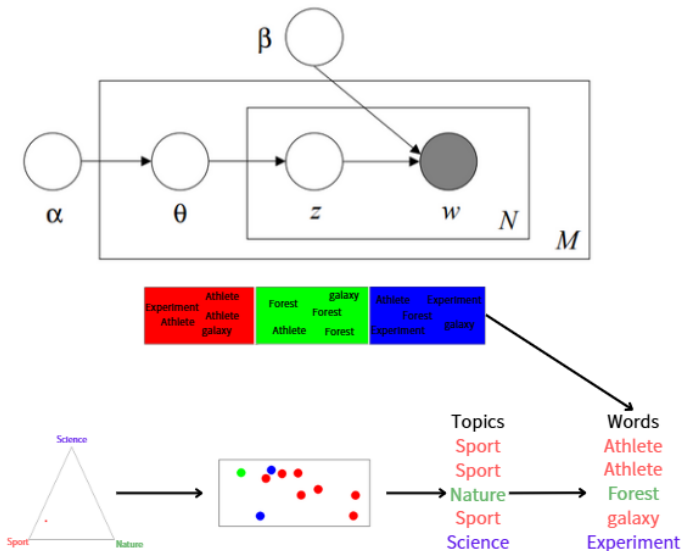 β
α
θ
z
w
N
M
Experiment
Athlete
Athlete
Athlete
galaxy
Forest
galaxy
Forest
Athlete
Forest
Athlete
Experiment
Forest
Experiment
galaxy
Science
Sport
Nature
Topics
Sport
Sport
Nature
Sport
Science
Words
Athlete
Athlete
Forest
galaxy
Experiment